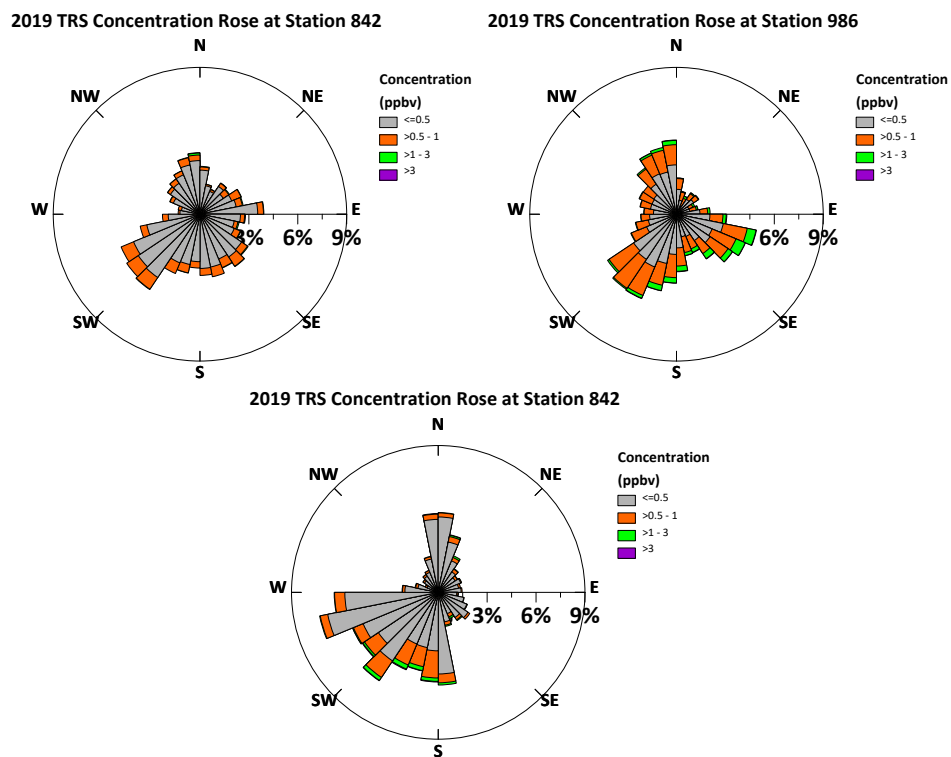 2019 TRS Concentration Rose at Station 842
N
NW
NE
W
E
3%
6%
9%
SW
SE
S
Concentration
(ppbv)
<=0.5
>0.5 - 1
>1 - 3
>3
2019 TRS Concentration Rose at Station 986
N
NW
NE
W
E
6%
9%
SW
SE
S
Concentration
(ppbv)
<=0.5
>0.5 - 1
>1 - 3
>3
2019 TRS Concentration Rose at Station 842
N
NW
NE
W
E
3%
6%
9%
SW
SE
S
Concentration
(ppbv)
<=0.5
>0.5 - 1
>1 - 3
>3